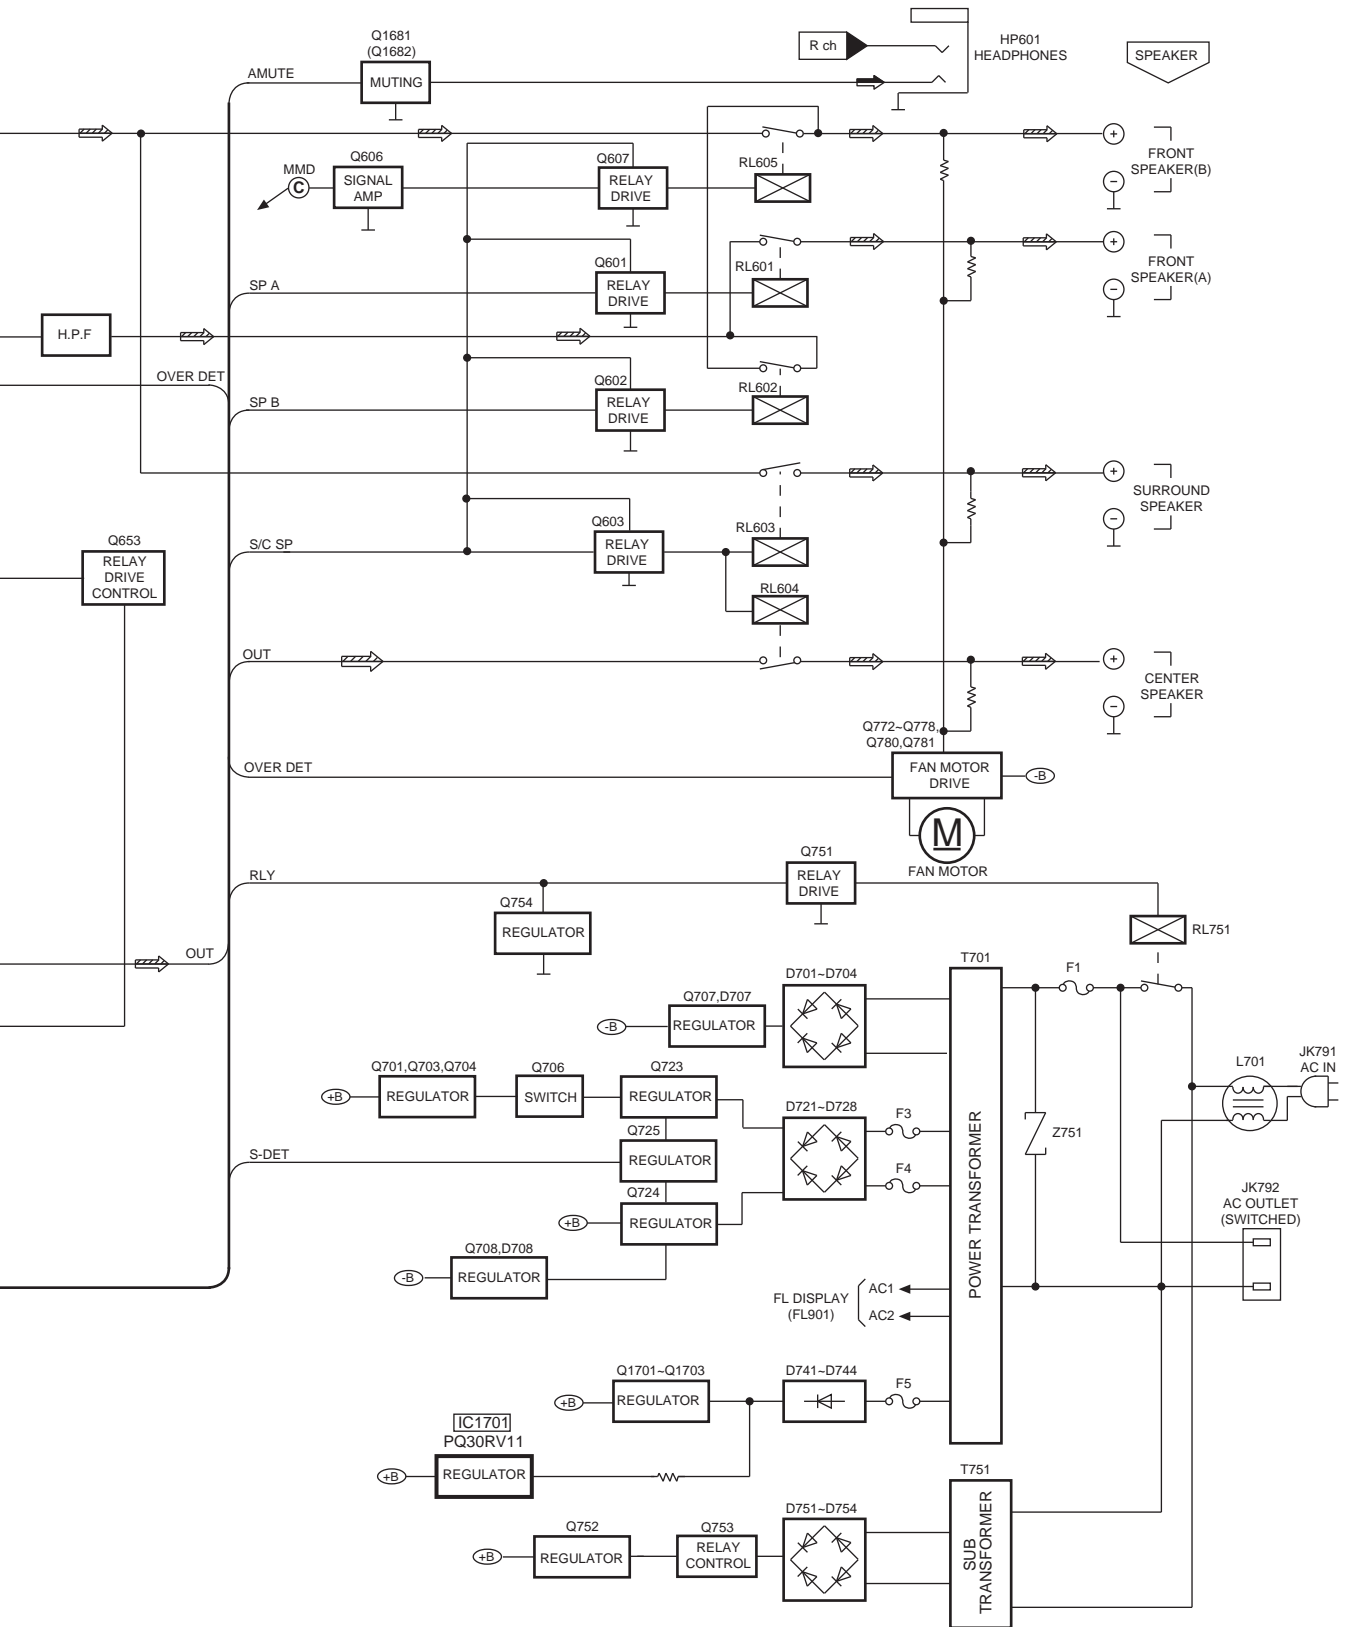 Q1681
(Q1682)
MUTING
AMUTE
R ch
HP601
HEADPHONES
SPEAKER
Q606
SIGNAL
AMP
MMD
C
Q607
RELAY
DRIVE
RL605
+
FRONT
SPEAKER(B)
−
SP A
Q601
RELAY
DRIVE
RL601
+
FRONT
SPEAKER(A)
−
H.P.F
OVER DET
SP B
Q602
RELAY
DRIVE
RL602
+
SURROUND
SPEAKER
−
Q653
RELAY
DRIVE
CONTROL
S/C SP
Q603
RELAY
DRIVE
RL603
RL604
OUT
+
CENTER
SPEAKER
−
Q772~Q778,
Q780,Q781
OVER DET
FAN MOTOR
DRIVE
-B
M
FAN MOTOR
RLY
Q751
RELAY
DRIVE
Q754
REGULATOR
RL751
OUT
T701
POWER TRANSFORMER
F1
D701~D704
Q707,D707
REGULATOR
-B
Q701,Q703,Q704
REGULATOR
+B
Q706
SWITCH
Q723
REGULATOR
L701
JK791
AC IN
D721~D728
F3
F4
Z751
Q725
REGULATOR
S-DET
Q724
REGULATOR
+B
JK792
AC OUTLET
(SWITCHED)
Q708,D708
REGULATOR
-B
FL DISPLAY
(FL901)
AC1
AC2
Q1701~Q1703
REGULATOR
+B
D741~D744
F5
IC1701
PQ30RV11
REGULATOR
+B
T751
SUB
TRANSFORMER
D751~D754
Q752
REGULATOR
+B
Q753
RELAY
CONTROL